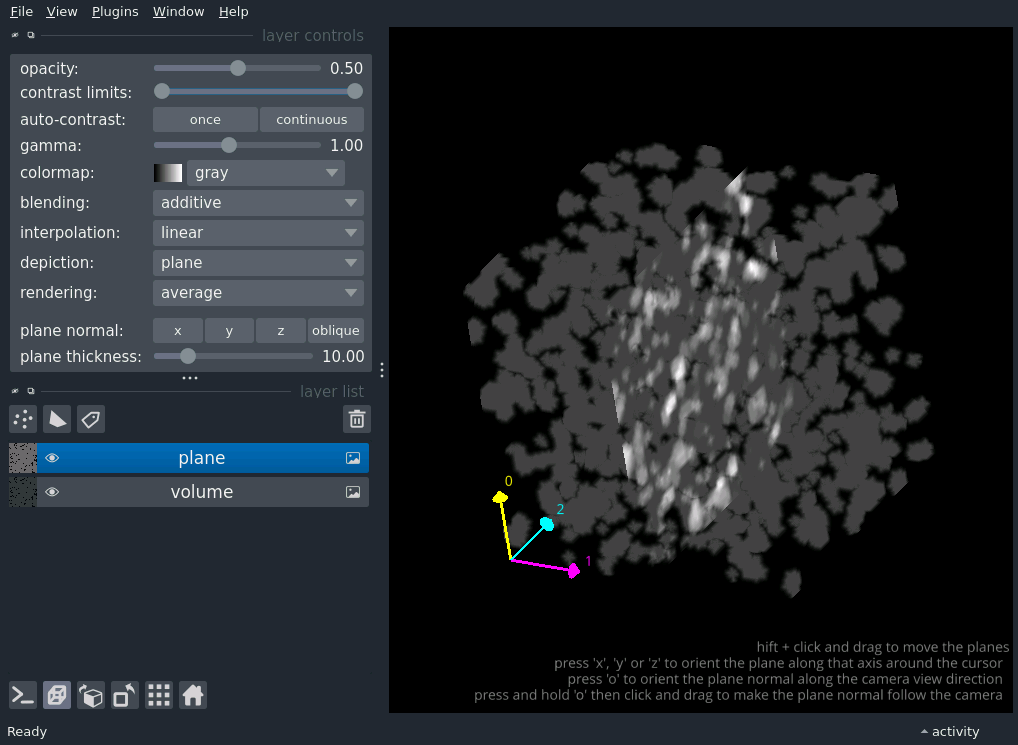 File View Plugins Window Help
layer controls
opacity: 0.50
contrast limits:
auto-contrast: once continuous
gamma: 1.00
colormap: gray
blending: additive
interpolation: linear
depiction: plane
rendering: average
plane normal: x y z oblique
plane thickness: 10.00
layer list
plane
volume
0
2
1
hift + click and drag to move the planes
press 'x', 'y' or 'z' to orient the plane along that axis around the cursor
press 'o' to orient the plane normal along the camera view direction
press and hold 'o' then click and drag to make the plane normal follow the camera
Ready activity